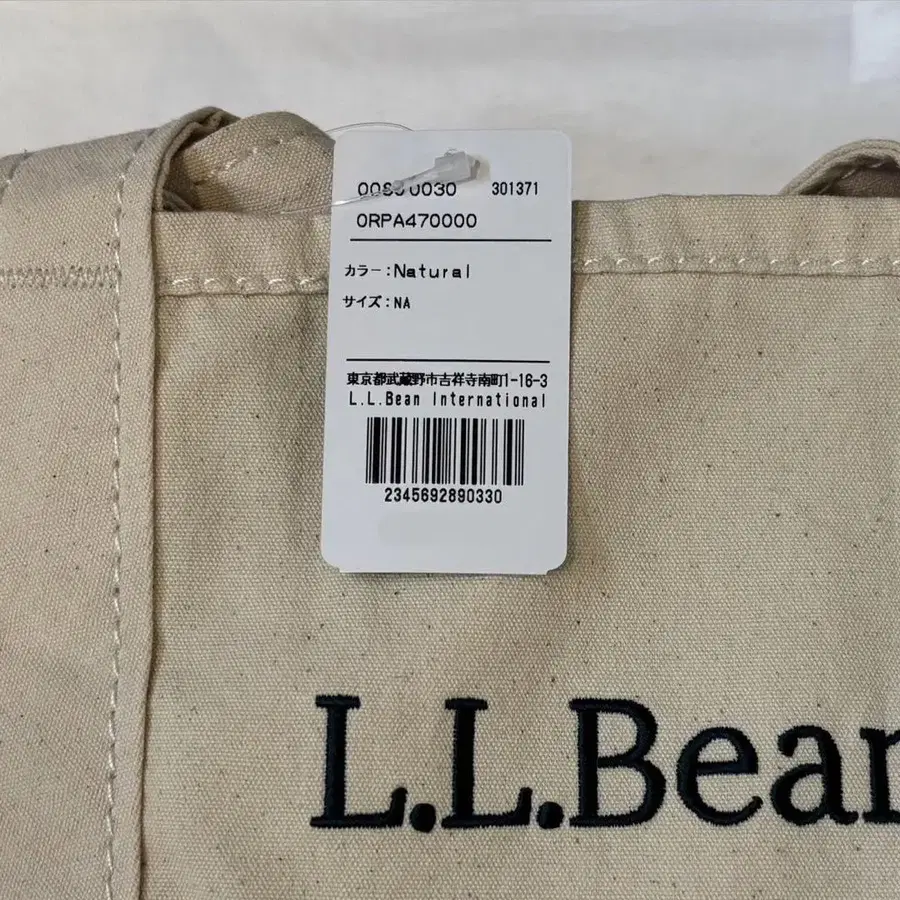 301371
0RPA470000
カラー:Natural
サイズ:NA
東京都武蔵野市吉祥寺南町1-16-3
L.L.Bean International
2345692890330
L.L.Bean